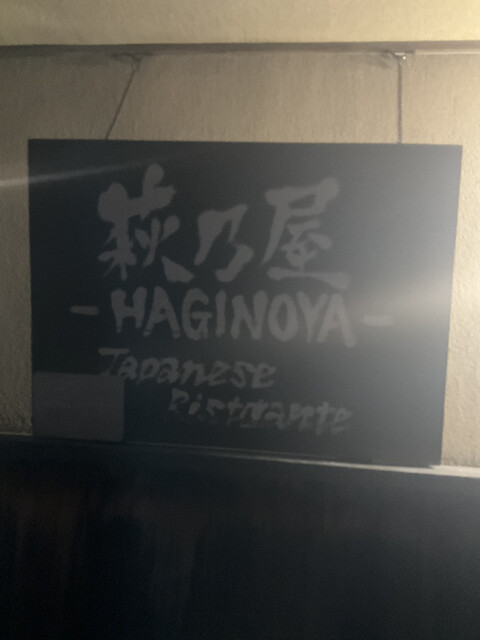 萩乃屋
-HAGINOYA-
Japanese
Ristorante